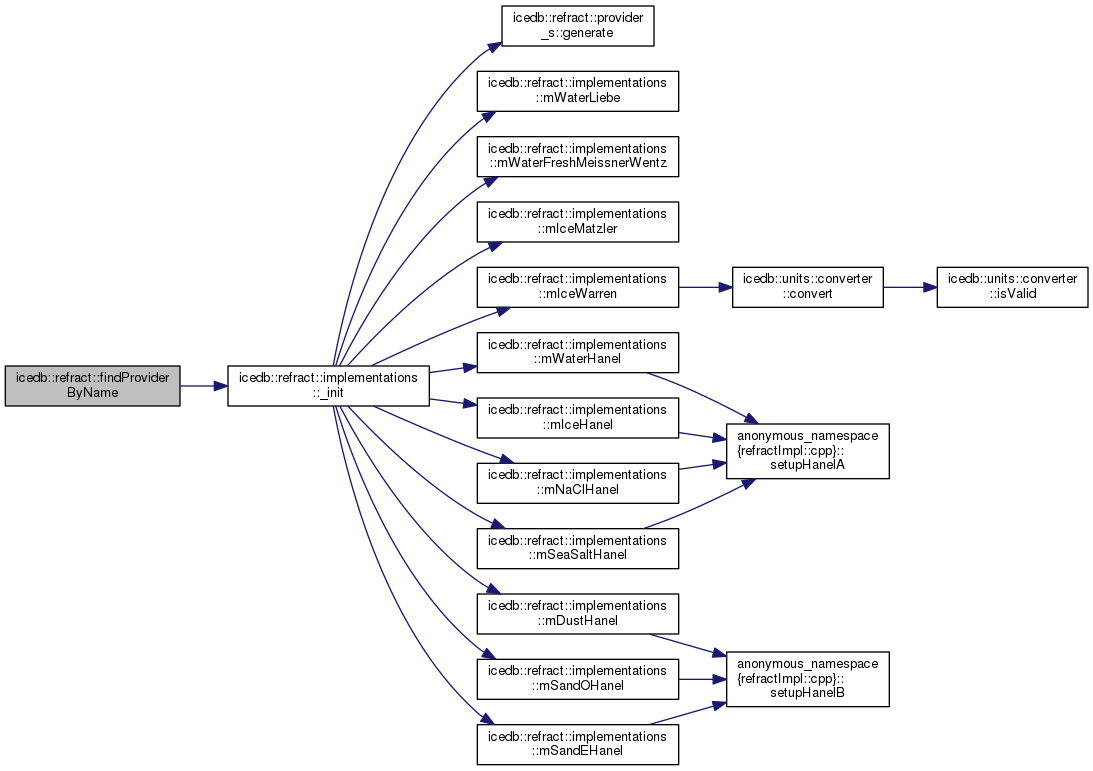 icedb::refract::provider
_s::generate
icedb::refract::implementations
::mWaterLiebe
icedb::refract::implementations
::mWaterFreshMeissnerWentz
icedb::refract::implementations
::mIceMatzler
icedb::refract::implementations
::mIceWarren
icedb::units::converter
::convert
icedb::units::converter
::isValid
icedb::refract::implementations
::mWaterHanel
icedb::refract::findProvider
ByName
icedb::refract::implementations
::_init
icedb::refract::implementations
::mIceHanel
anonymous_namespace
{refractImpl::cpp}::
setupHanelA
icedb::refract::implementations
::mNaClHanel
icedb::refract::implementations
::mSeaSaltHanel
icedb::refract::implementations
::mDustHanel
icedb::refract::implementations
::mSandOHanel
anonymous_namespace
{refractImpl::cpp}::
setupHanelB
icedb::refract::implementations
::mSandEHanel